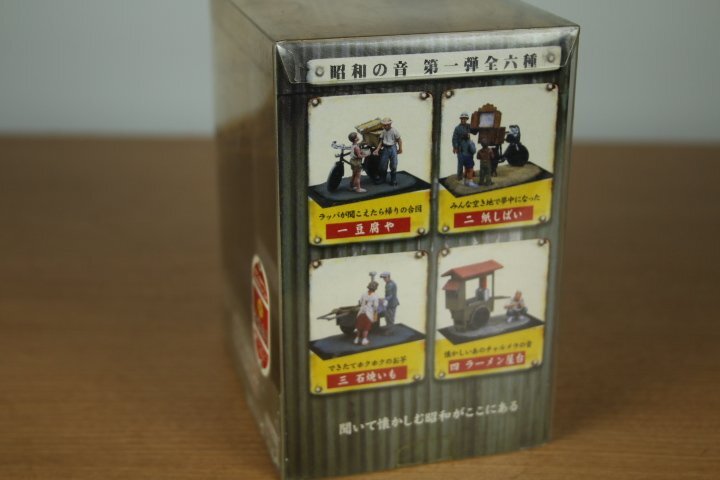 昭和の音 第一弾全六種
ラッパが聞こえたら帰りの合図
一 豆腐や
みんな空き地で夢中になった
二 紙しばい
できたてホクホクのお芋
三 石焼いも
懐かしいあのチャルメラの音
四 ラーメン屋台
聞いて懐かしむ昭和がここにある